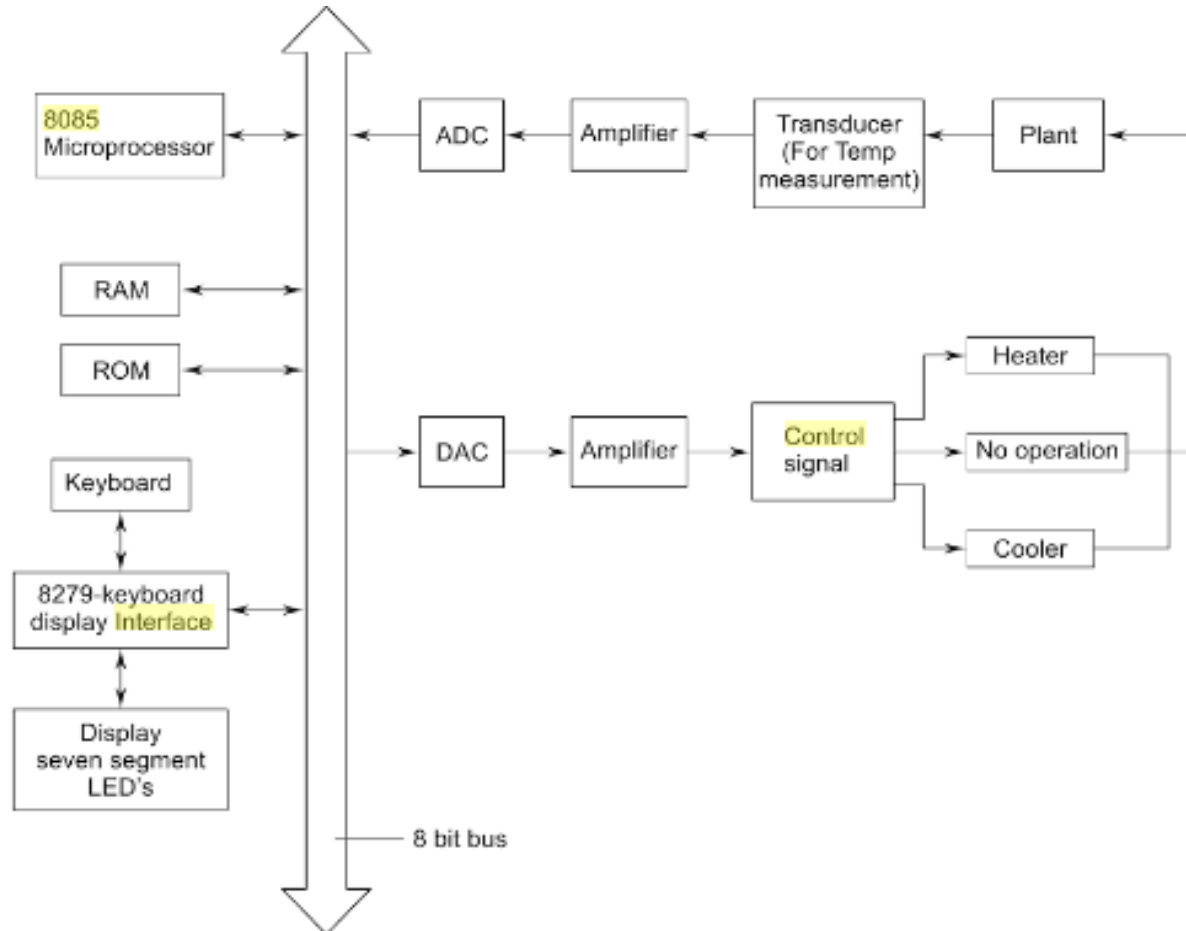 8085
Microprocessor
ADC
Amplifier
Transducer
(For Temp
measurement)
Plant
RAM
ROM
Heater
DAC
Amplifier
Control
signal
No operation
Keyboard
Cooler
8279-keyboard
display Interface
Display
seven segment
LED's
8 bit bus